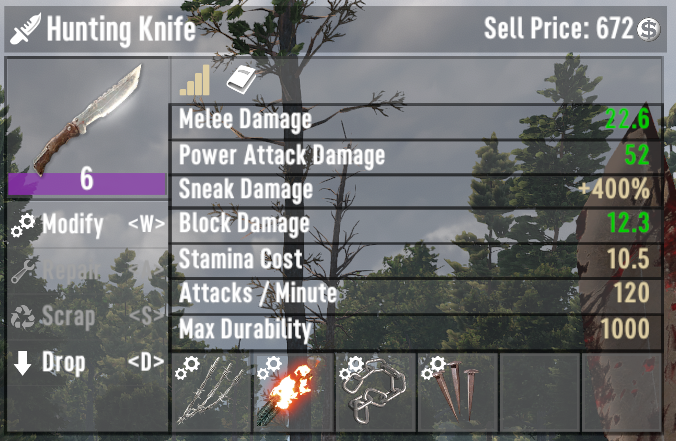 Hunting Knife
Sell Price: 672
6
Modify <W>
Repair
Scrap <S>
Drop <D>
Melee Damage 22.6
Power Attack Damage 52
Sneak Damage +400%
Block Damage 12.3
Stamina Cost 10.5
Attacks / Minute 120
Max Durability 1000